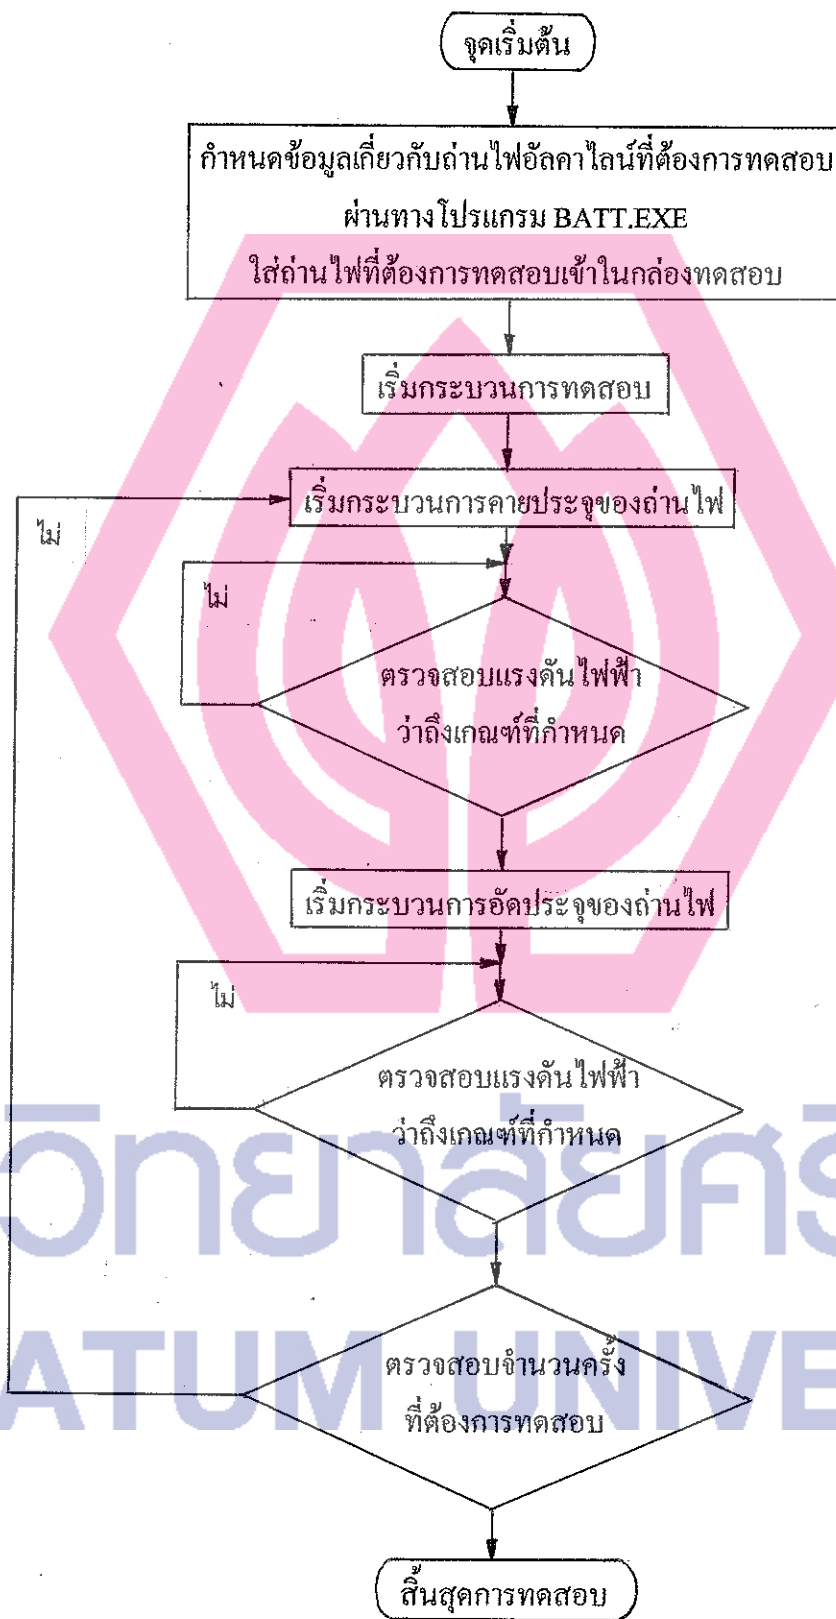 จุดเริ่มต้น
กำหนดข้อมูลเกี่ยวกับถ่านไฟอัลคาไลน์ที่ต้องการทดสอบ
ผ่านทางโปรแกรม BATT.EXE
ใส่ถ่านไฟที่ต้องการทดสอบเข้าในกล่องทดสอบ
เริ่มกระบวนการทดสอบ
เริ่มกระบวนการคายประจุของถ่านไฟ
ไม่
ไม่
ตรวจสอบแรงดันไฟฟ้า
ว่าถึงเกณฑ์ที่กำหนด
เริ่มกระบวนการอัดประจุของถ่านไฟ
ไม่
ตรวจสอบแรงดันไฟฟ้า
ว่าถึงเกณฑ์ที่กำหนด
วิทยาลัยศรี
ATUM UNIVE
ตรวจสอบจำนวนครั้ง
ที่ต้องการทดสอบ
สิ้นสุดการทดสอบ